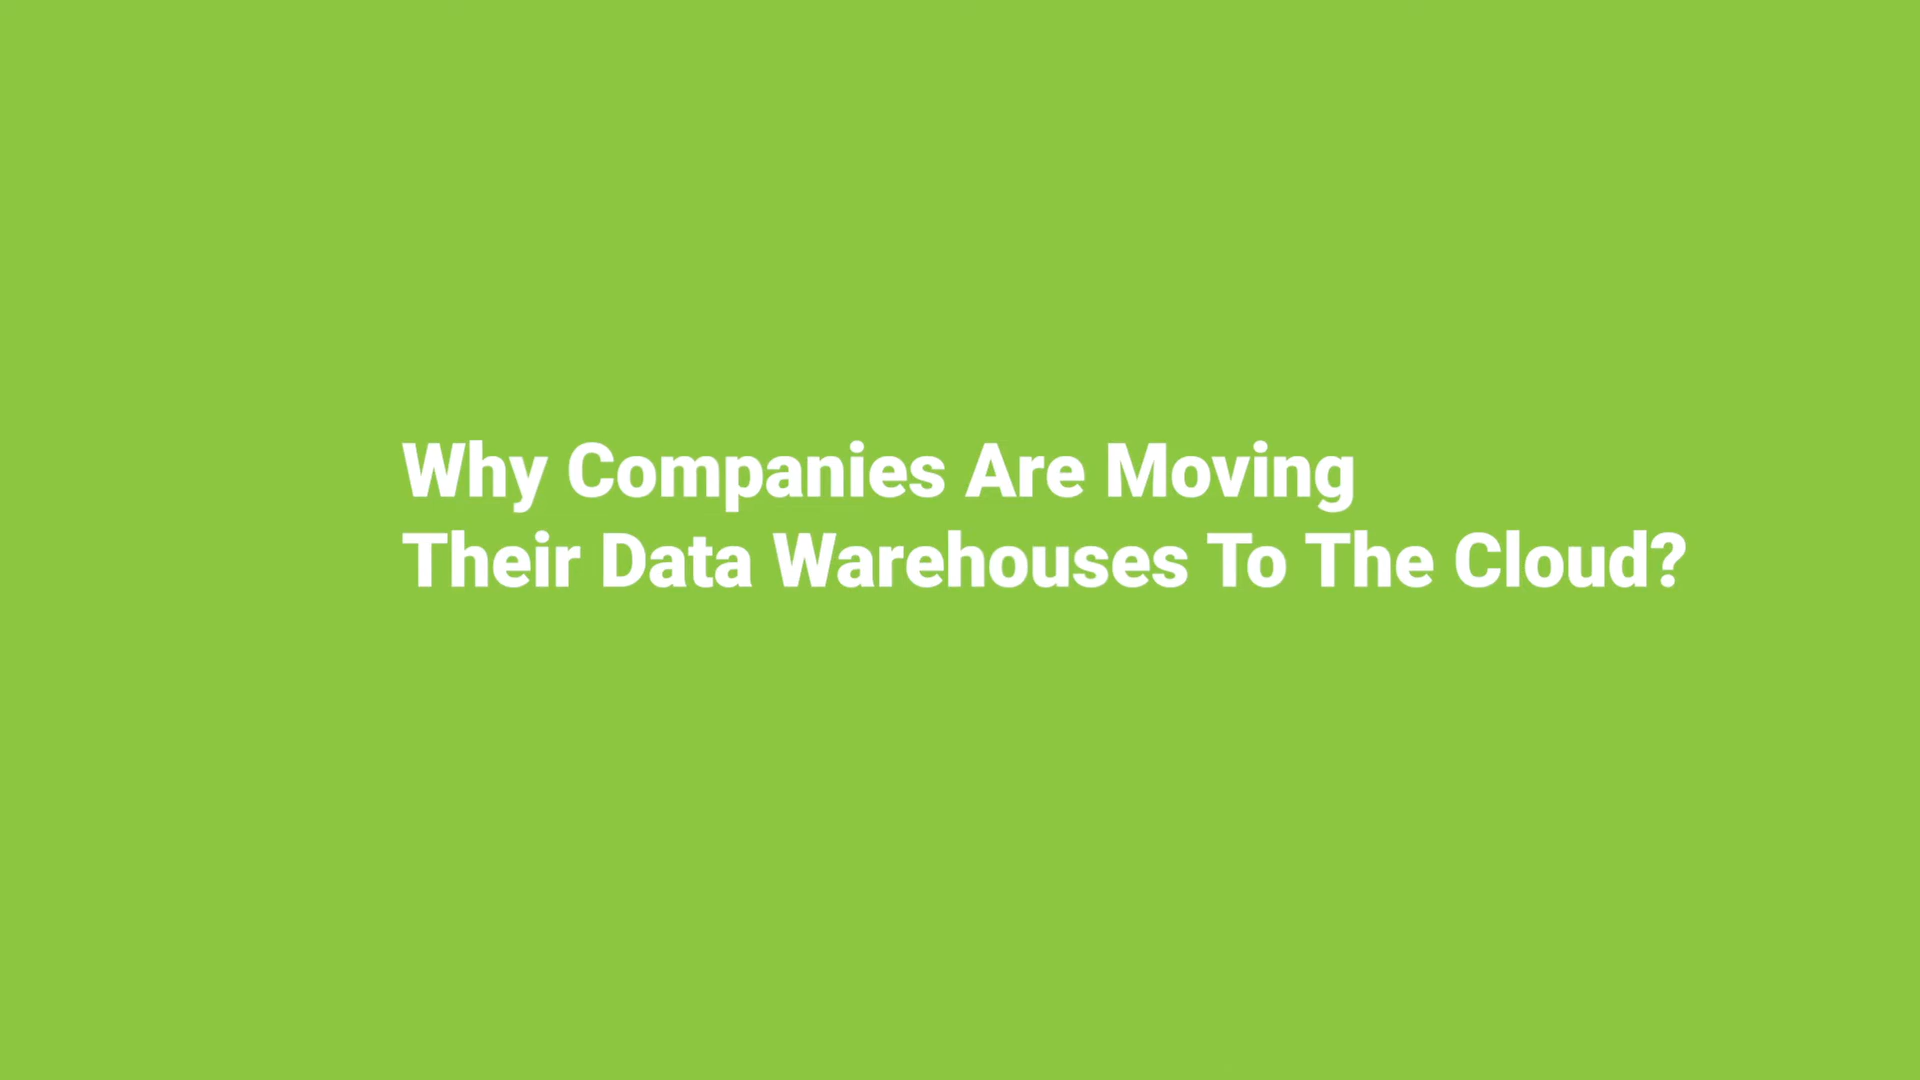 Why Companies Are Moving
Their Data Warehouses To The Cloud?